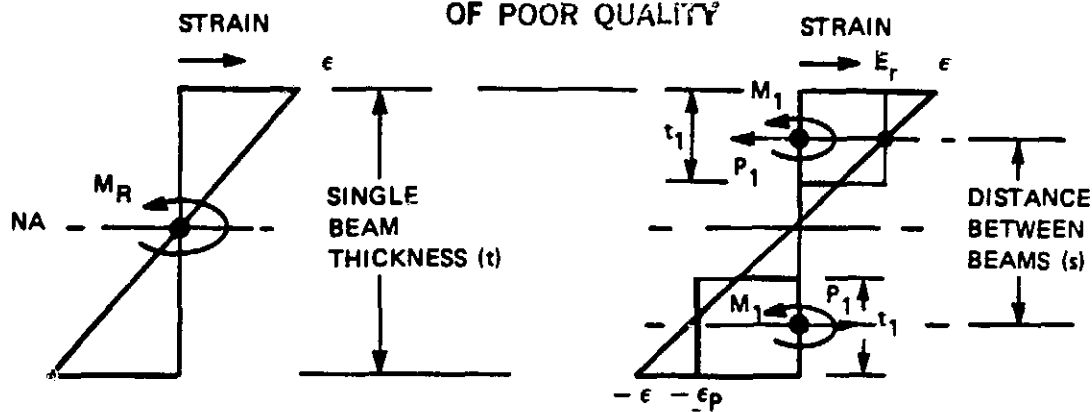 OF POOR QUALITY
STRAIN
ϵ
M_R
NA
SINGLE
BEAM
THICKNESS (t)
STRAIN
E_r
ϵ
M_1
t_1
P_1
DISTANCE
BETWEEN
BEAMS (s)
M_1
P_1
t_1
- ϵ
- ϵ_P